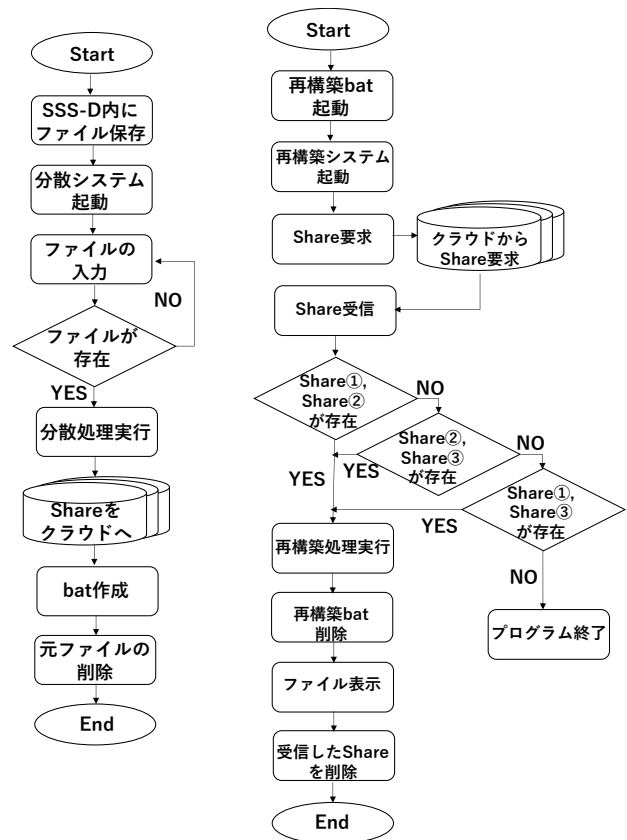 Start
SSS-D内に
ファイル保存
分散システム
起動
ファイルの
入力
NO
ファイルが
存在
YES
分散処理実行
Shareを
クラウドへ
bat作成
元ファイルの
削除
End
Start
再構築bat
起動
再構築システム
起動
Share要求
クラウドから
Share要求
Share受信
Share①,
Share②
が存在
NO
Share②,
Share③
が存在
NO
YES
YES
Share①,
Share③
が存在
YES
NO
再構築処理実行
再構築bat
削除
プログラム終了
ファイル表示
受信したShare
を削除
End